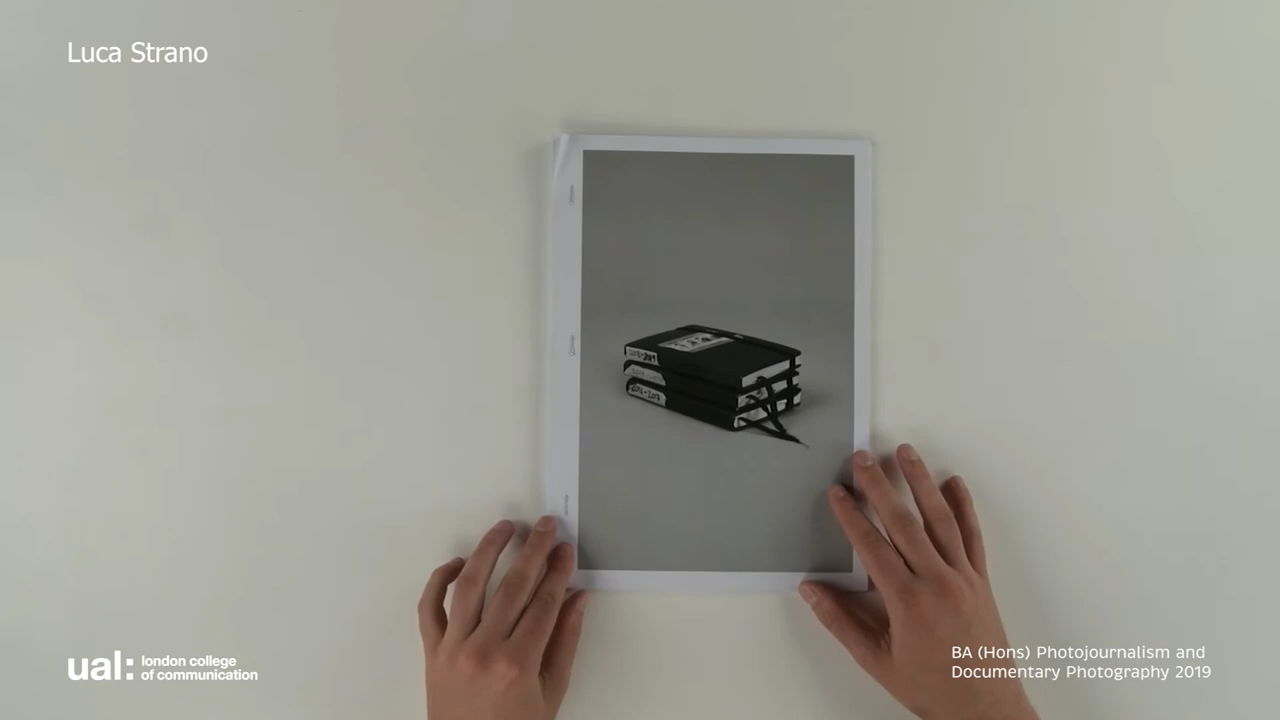 Luca Strano
ual: london college
of communication
BA (Hons) Photojournalism and
Documentary Photography 2019